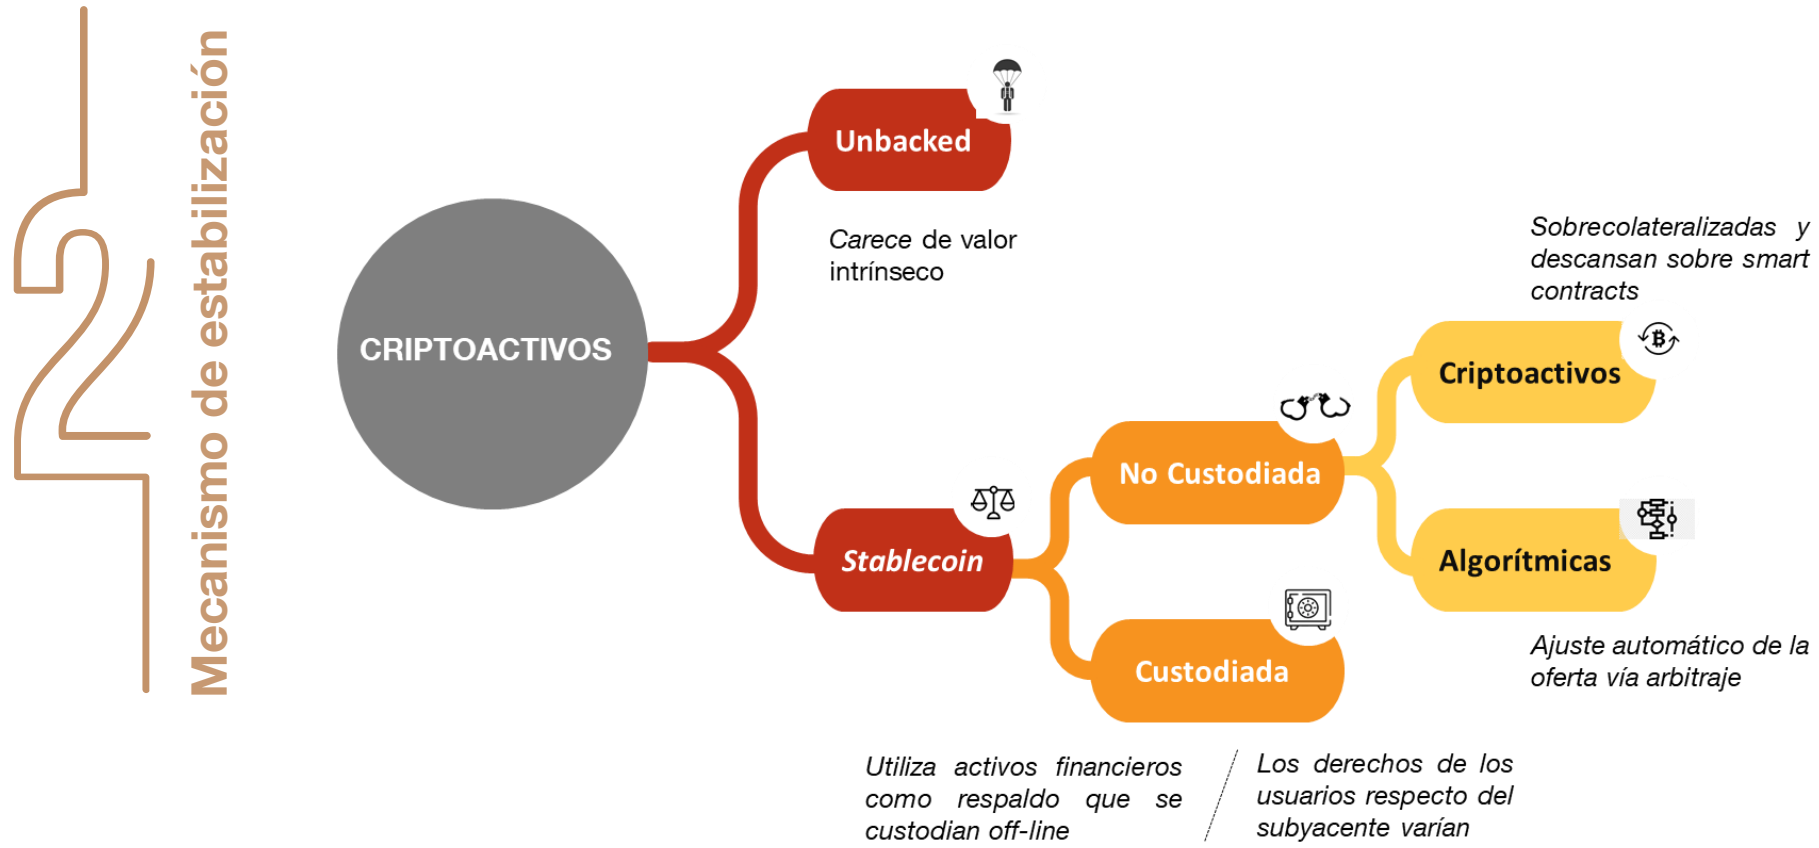 2
Mecanismo de estabilización
CRIPTOACTIVOS
Unbacked
Carece de valor
intrínseco
Stablecoin
No Custodiada
Custodiada
Utiliza activos financieros
como respaldo que se
custodian off-line
Los derechos de los
usuarios respecto del
subyacente varían
Sobrecolateralizadas y
descansan sobre smart
contracts
Criptoactivos
Algorítmicas
Ajuste automático de la
oferta vía arbitraje